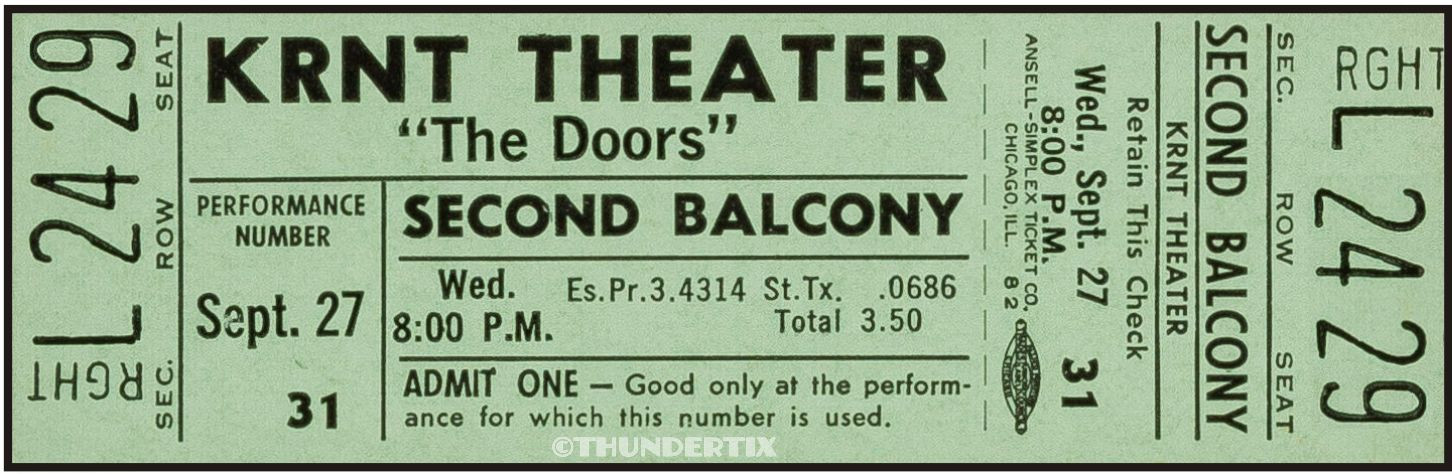 RGHT L 24 29
SEC. ROW SEAT
KRNT THEATER
"The Doors"
PERFORMANCE
NUMBER
Sept. 27
31
SECOND BALCONY
Wed. Es.Pr.3.4314 St.Tx. .0686
8:00 P.M. Total 3.50
ADMIT ONE — Good only at the perform-
ance for which this number is used.
©THUNDERTIX
ANSELL-SIMPLEX TICKET CO.
CHICAGO, ILL. 82
Wed., Sept. 27 31
8:00 P.M.
Retain This Check
KRNT THEATER
SECOND BALCONY
SEC. ROW SEAT
RGHT
L 24 29